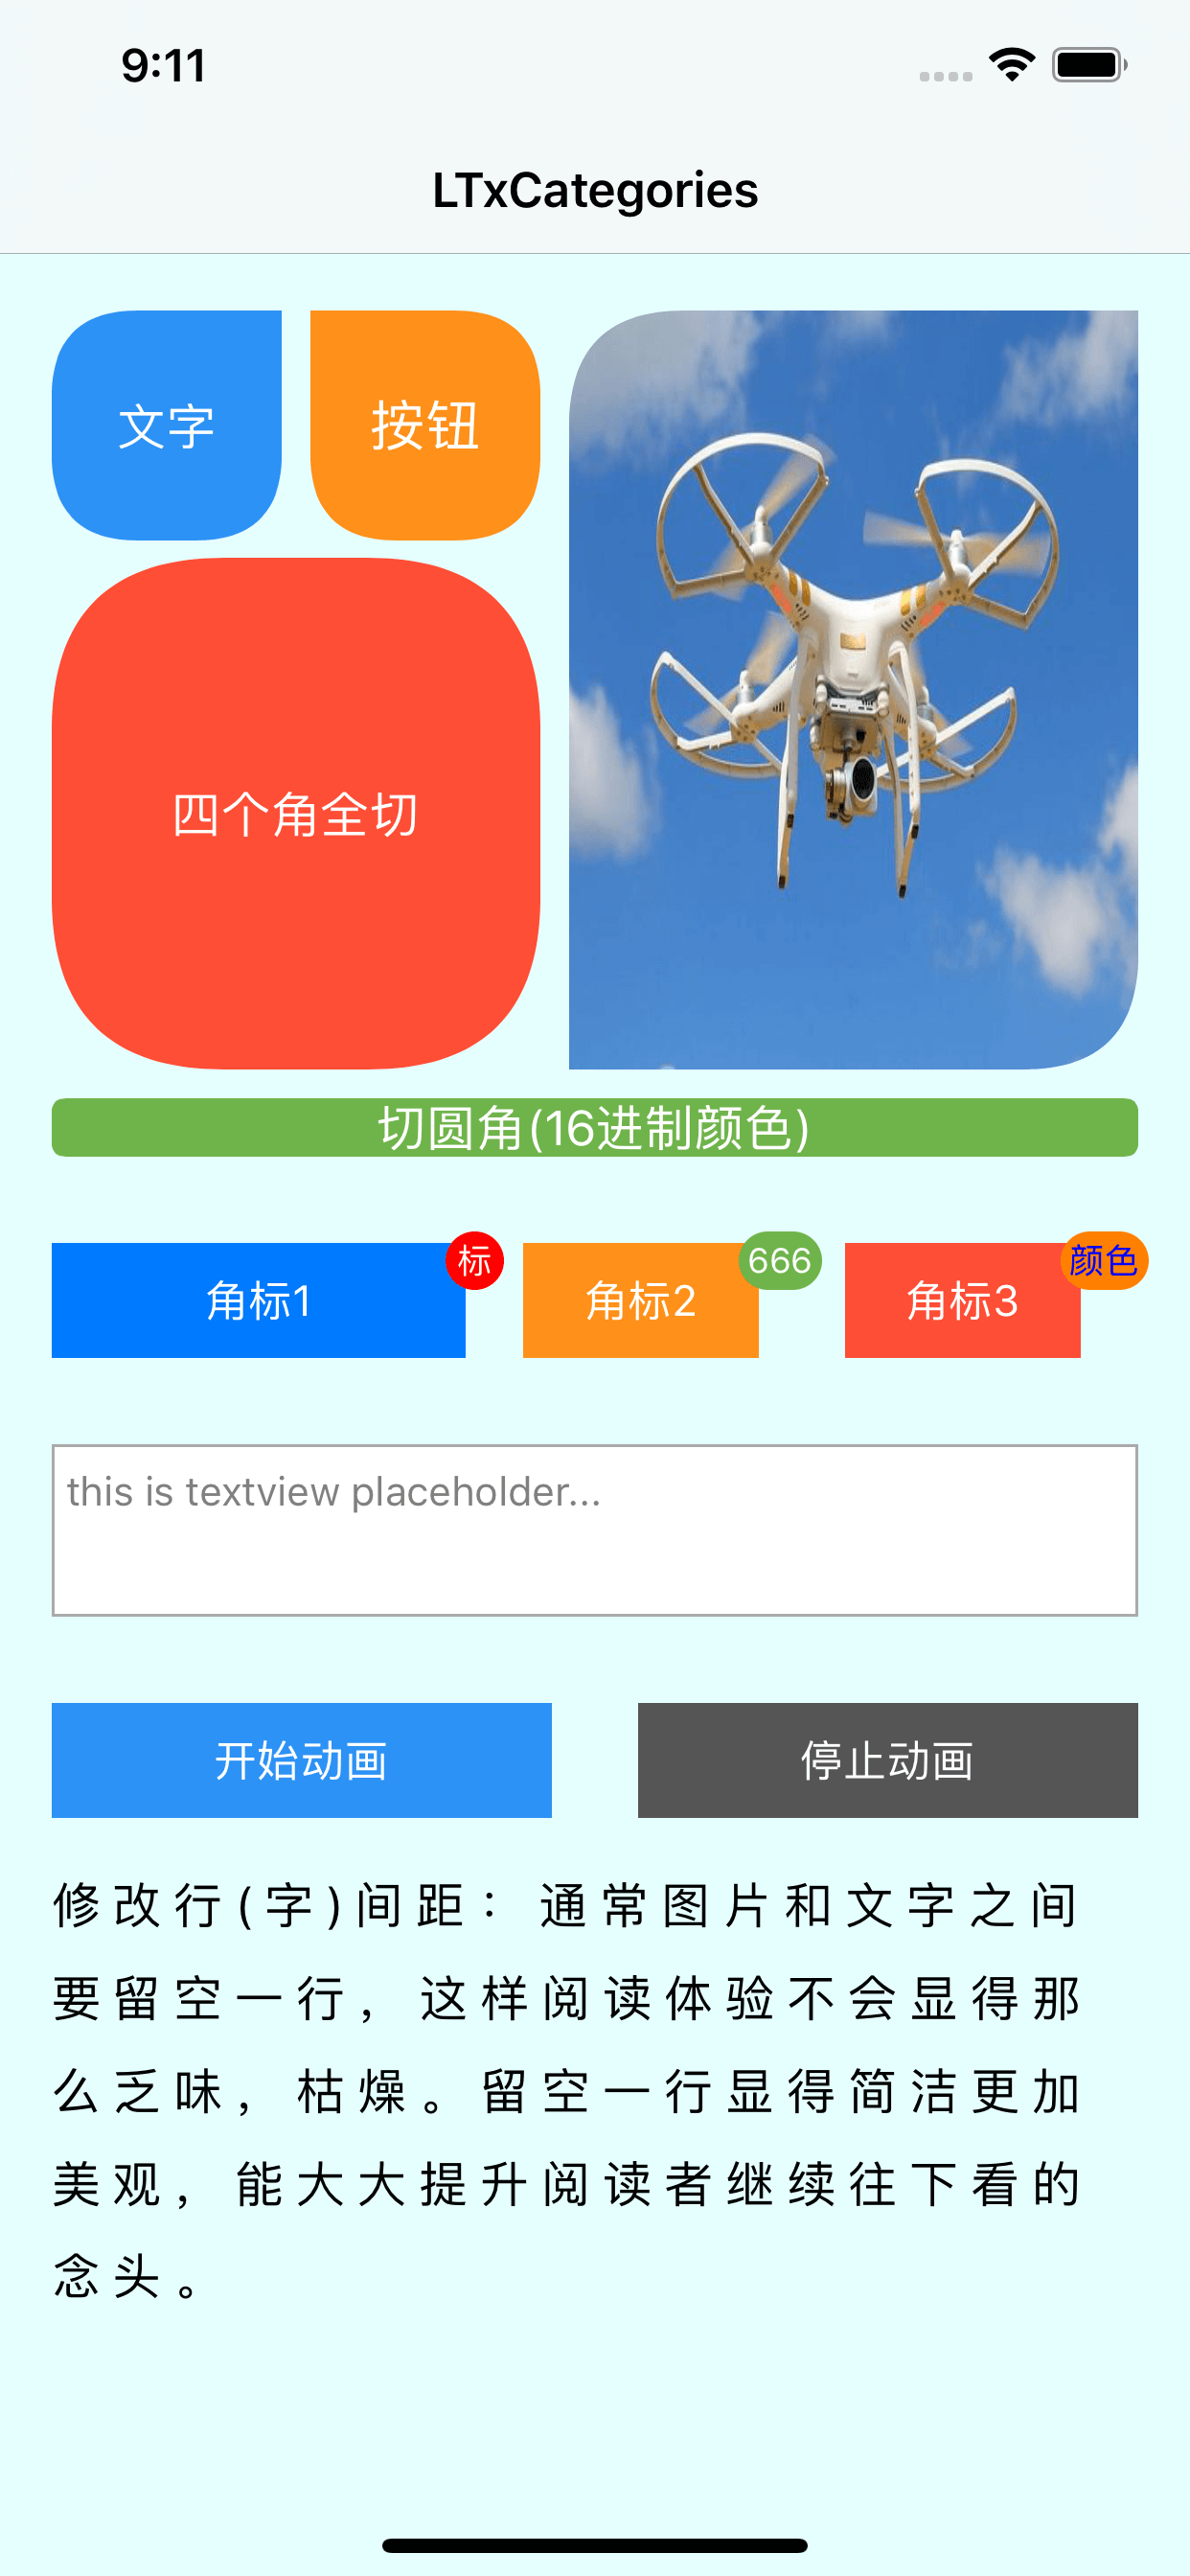 9:11
LTxCategories
文字
按钮
四个角全切
切圆角(16进制颜色)
角标1
标
角标2
666
角标3
颜色
this is textview placeholder...
开始动画
停止动画
修改行(字)间距：通常图片和文字之间
要留空一行，这样阅读体验不会显得那
么乏味，枯燥。留空一行显得简洁更加
美观，能大大提升阅读者继续往下看的
念头。